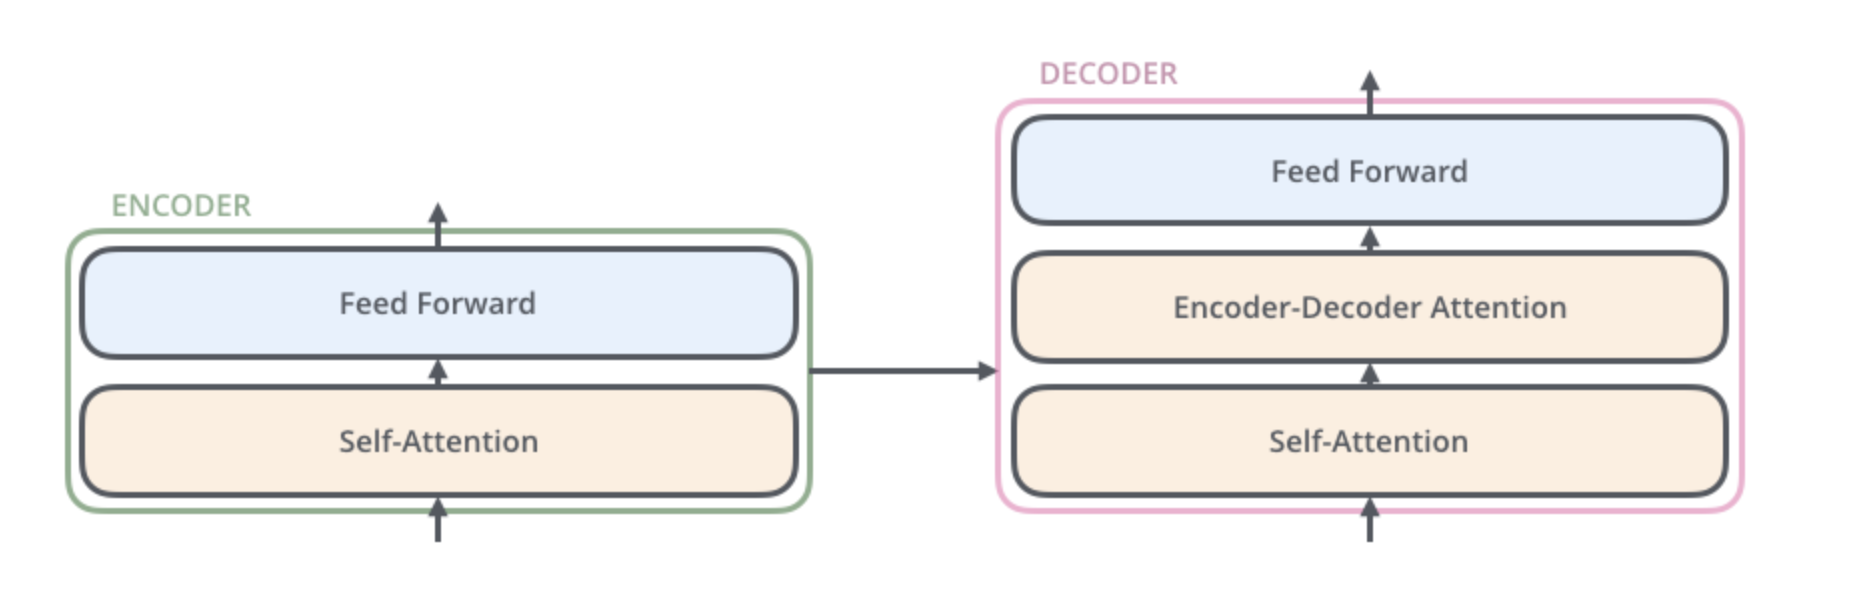 ENCODER
Feed Forward
Self-Attention
DECODER
Feed Forward
Encoder-Decoder Attention
Self-Attention